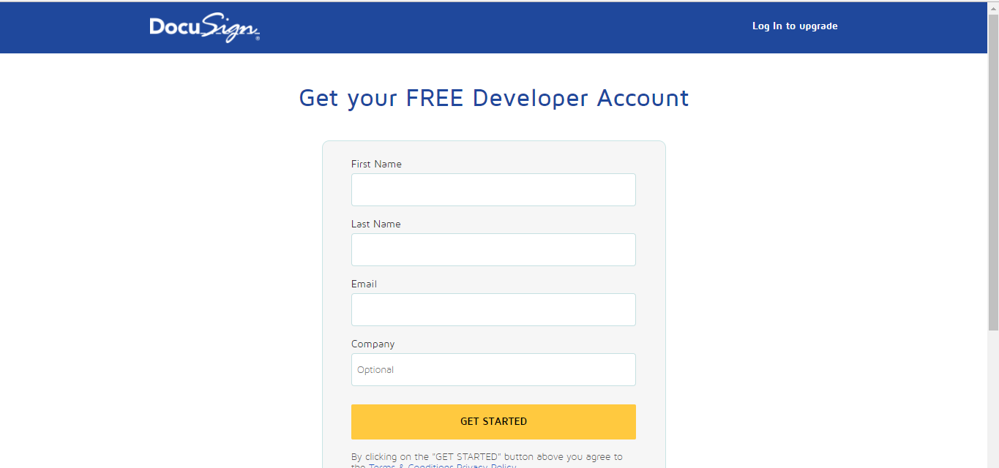 DocuSign®
Log In to upgrade
Get your FREE Developer Account
First Name
Last Name
Email
Company
Optional
GET STARTED
By clicking on the "GET STARTED" button above you agree to
the Terms & Conditions Privacy Policy